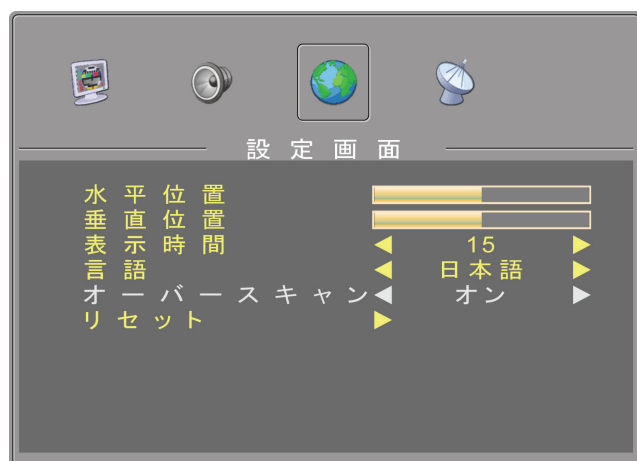 設定画面
水平位置
垂直位置
表示時間 15
言語 日本語
オーバースキャン オン
リセット